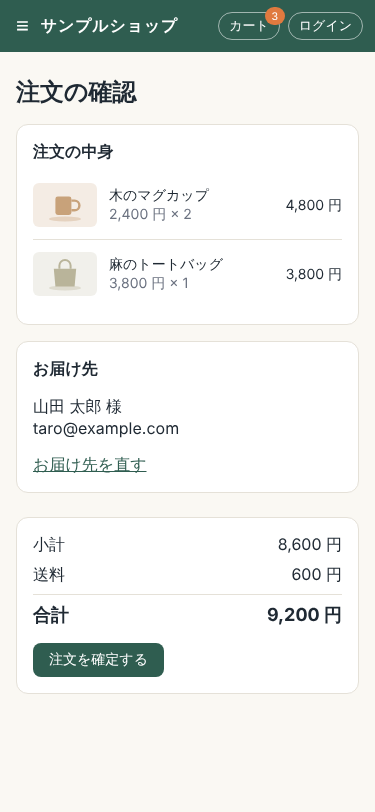 ≡ サンプルショップ カート 3 ログイン
注文の確認
注文の中身
木のマグカップ
2,400 円 × 2
4,800 円
麻のトートバッグ
3,800 円 × 1
3,800 円
お届け先
山田 太郎 様
taro@example.com
お届け先を直す
小計 8,600 円
送料 600 円
合計 9,200 円
注文を確定する